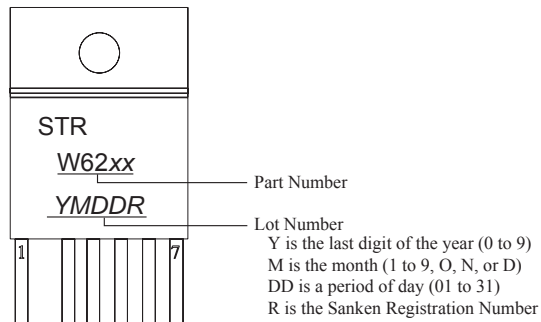 STR
W62xx
YMDDR
1
7
Part Number
Lot Number
Y is the last digit of the year (0 to 9)
M is the month (1 to 9, O, N, or D)
DD is a period of day (01 to 31)
R is the Sanken Registration Number